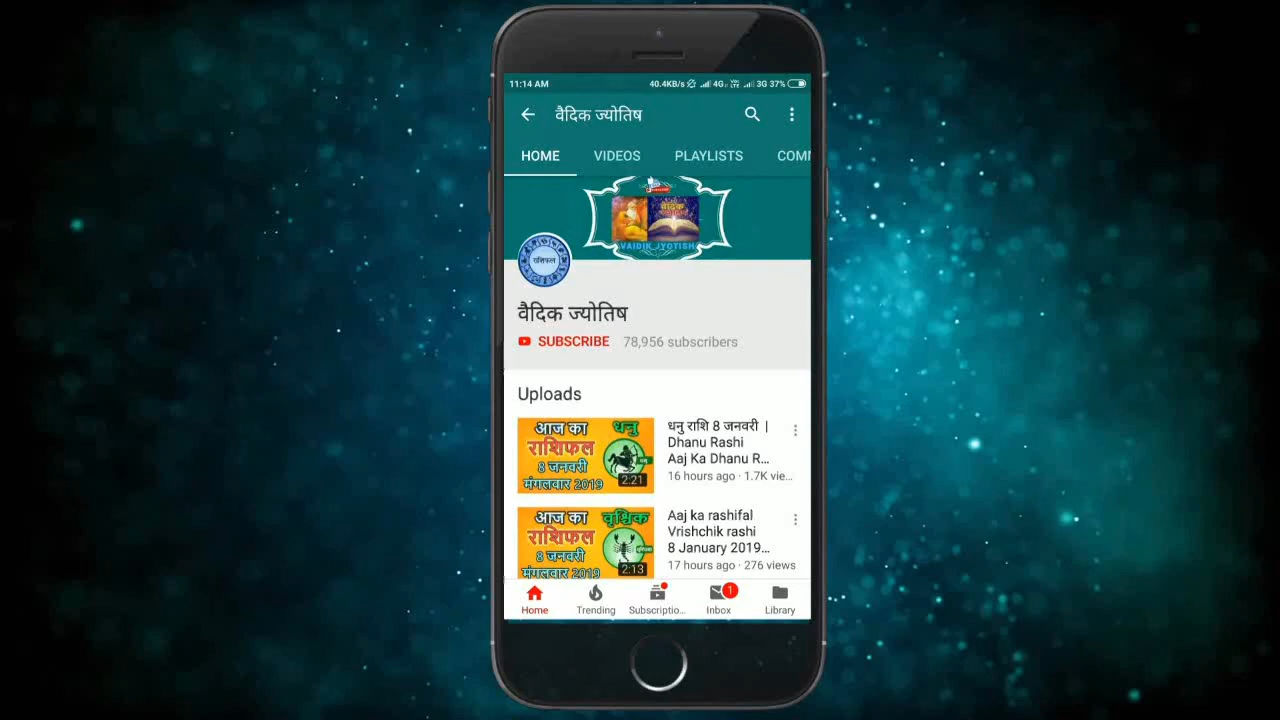 11:14 AM
40.4KB/s 4G 3G 37%
वैदिक ज्योतिष
HOME VIDEOS PLAYLISTS COMM
वैदिक
VAIDIK JYOTISH
राशिफल
वैदिक ज्योतिष
SUBSCRIBE 78,956 subscribers
Uploads
आज का धनु
राशिफल
8 जनवरी
मंगलवार 2019
2:21
धनु राशि 8 जनवरी |
Dhanu Rashi
Aaj Ka Dhanu R...
16 hours ago · 1.7K vie...
आज का वृश्चिक
राशिफल
8 जनवरी
मंगलवार 2019
2:13
Aaj ka rashifal
Vrishchik rashi
8 January 2019...
17 hours ago · 276 views
1
Home Trending Subscriptio... Inbox Library